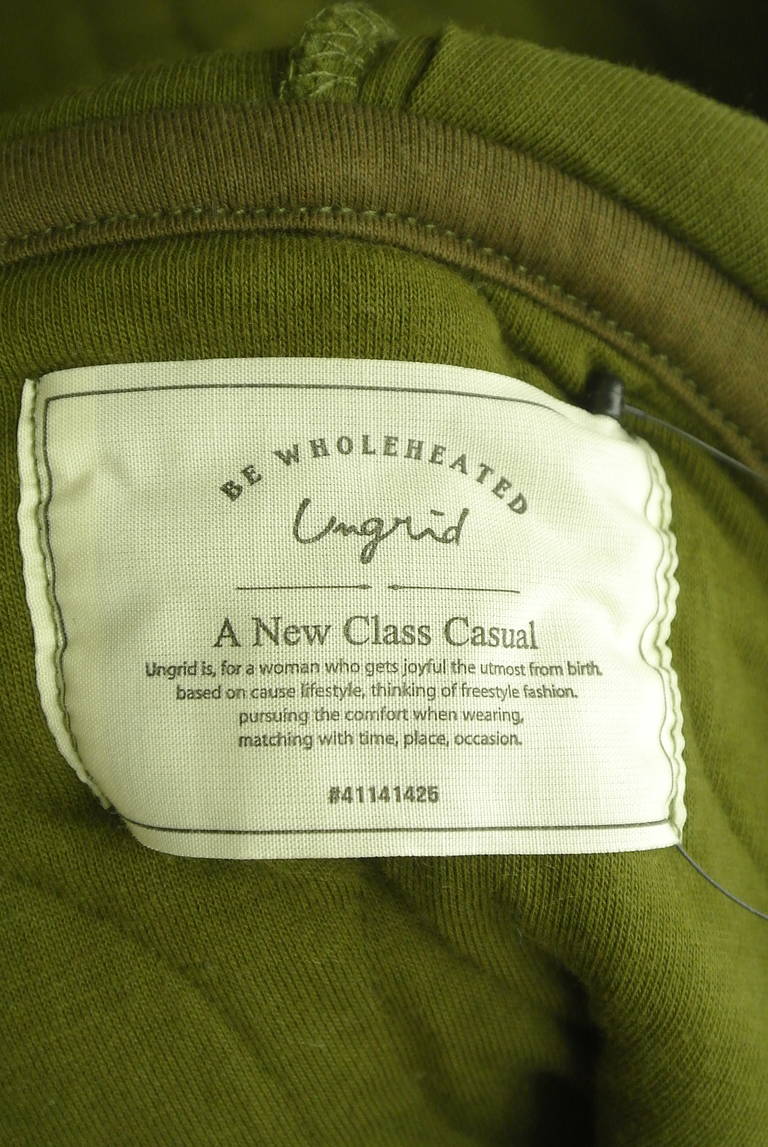 BE WHOLEHEATED
Ungrid
A New Class Casual
Ungrid is, for a woman who gets joyful the utmost from birth.
based on cause lifestyle, thinking of freestyle fashion.
pursuing the comfort when wearing,
matching with time, place, occasion.
#41141425